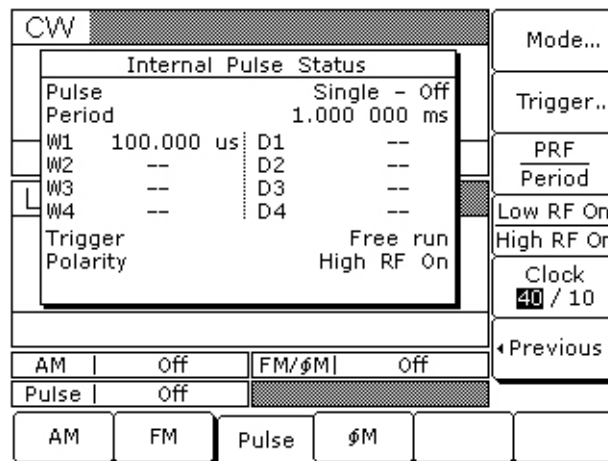 CW
Internal Pulse Status
Pulse Single - Off
Period 1.000 000 ms
W1 100.000 us D1 --
W2 -- D2 --
W3 -- D3 --
W4 -- D4 --
Trigger Free run
Polarity High RF On
L
AM Off FM/ϕM Off
Pulse Off
AM FM Pulse ϕM
Mode...
Trigger..
PRF
Period
Low RF On
High RF On
Clock
40 / 10
Previous